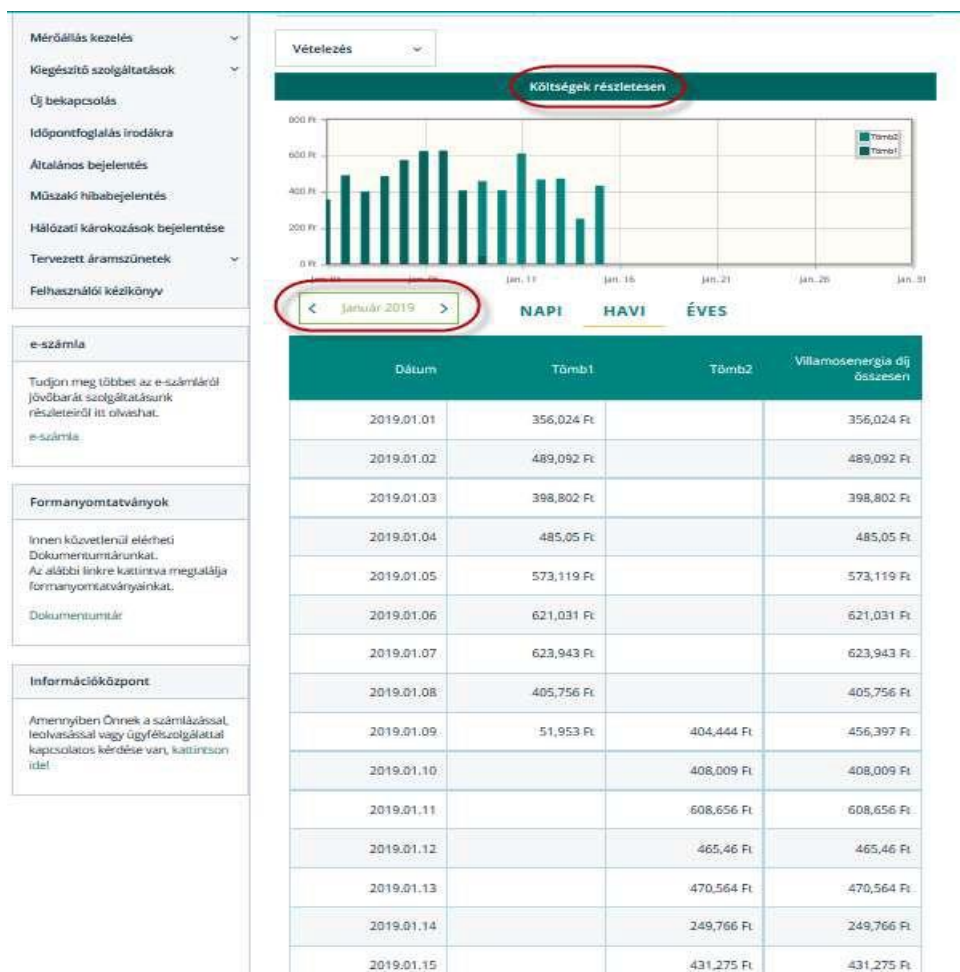 Mérőállás kezelés
Kiegészítő szolgáltatások
Új bekapcsolás
Időpontfoglalás irodákra
Általános bejelentés
Műszaki hibabejelentés
Hálózati károkozások bejelentése
Tervezett áramszünetek
Felhasználói kézikönyv
e-számla
Tudjon meg többet az e-számláról
Jövőbarát szolgáltatásunk
részleteiről itt olvashat.
e-számla
Formanyomtatványok
Innen közvetlenül elérheti
Dokumentumtárunkat.
Az alábbi linkre kattintva megtalálja
formanyomtatványainkat.
Dokumentumtár
Információközpont
Amennyiben Önnek a számlázással,
leolvasással vagy ügyfélszolgálattal
kapcsolatos kérdése van, kattintson
ide!
Vételezés
Költségek részletesen
800 Ft
600 Ft
400 Ft
200 Ft
0 Ft
Tömb2
Tömb1
Jan. 11 Jan. 16 Jan. 21 Jan. 26 Jan. 31
< Január 2019 > NAPI HAVI ÉVES
Dátum Tömb1 Tömb2 Villamosenergia díj
összesen
2019.01.01 356,024 Ft 356,024 Ft
2019.01.02 489,092 Ft 489,092 Ft
2019.01.03 398,802 Ft 398,802 Ft
2019.01.04 485,05 Ft 485,05 Ft
2019.01.05 573,119 Ft 573,119 Ft
2019.01.06 621,031 Ft 621,031 Ft
2019.01.07 623,943 Ft 623,943 Ft
2019.01.08 405,756 Ft 405,756 Ft
2019.01.09 51,953 Ft 404,444 Ft 456,397 Ft
2019.01.10 408,009 Ft 408,009 Ft
2019.01.11 608,656 Ft 608,656 Ft
2019.01.12 465,46 Ft 465,46 Ft
2019.01.13 470,564 Ft 470,564 Ft
2019.01.14 249,766 Ft 249,766 Ft
2019.01.15 431,275 Ft 431,275 Ft